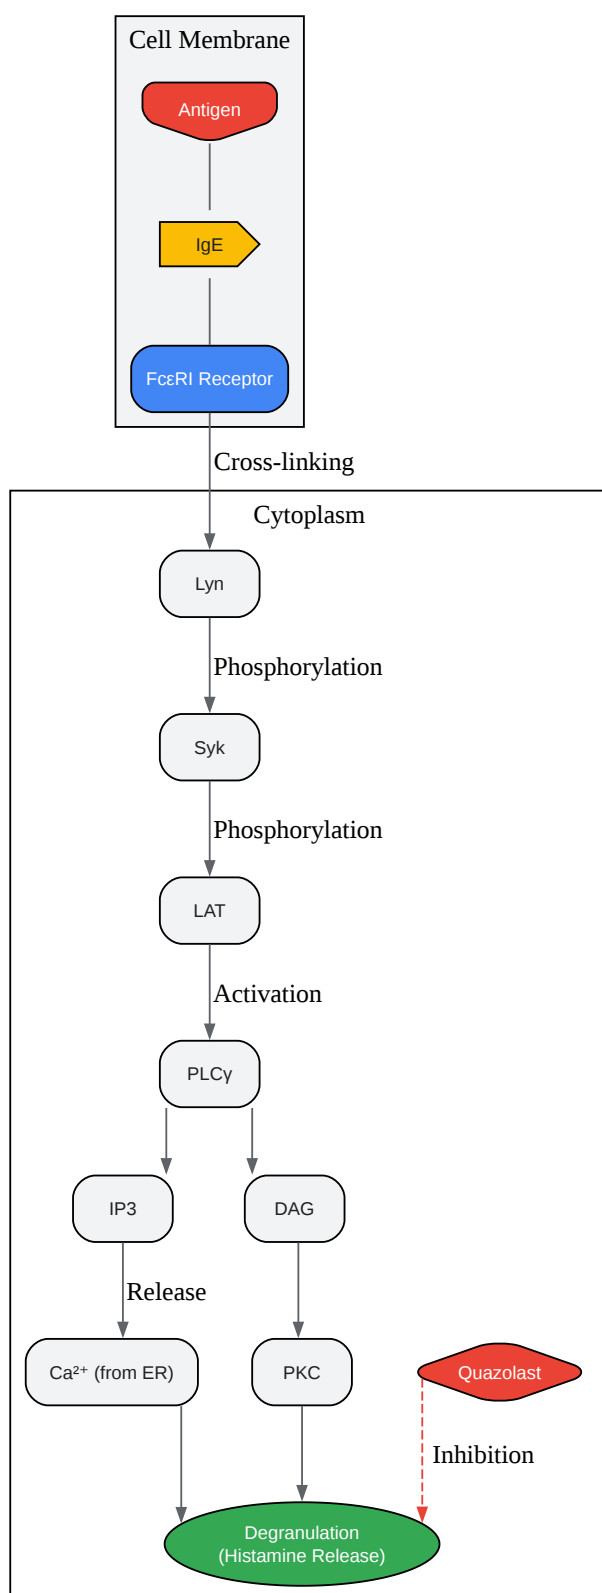 Cell Membrane
Antigen
IgE
FcεRI Receptor
Cross-linking
Cytoplasm
Lyn
Phosphorylation
Syk
Phosphorylation
LAT
Activation
PLCγ
IP3
DAG
Release
Ca²⁺ (from ER)
PKC
Quazolast
Inhibition
Degranulation
(Histamine Release)